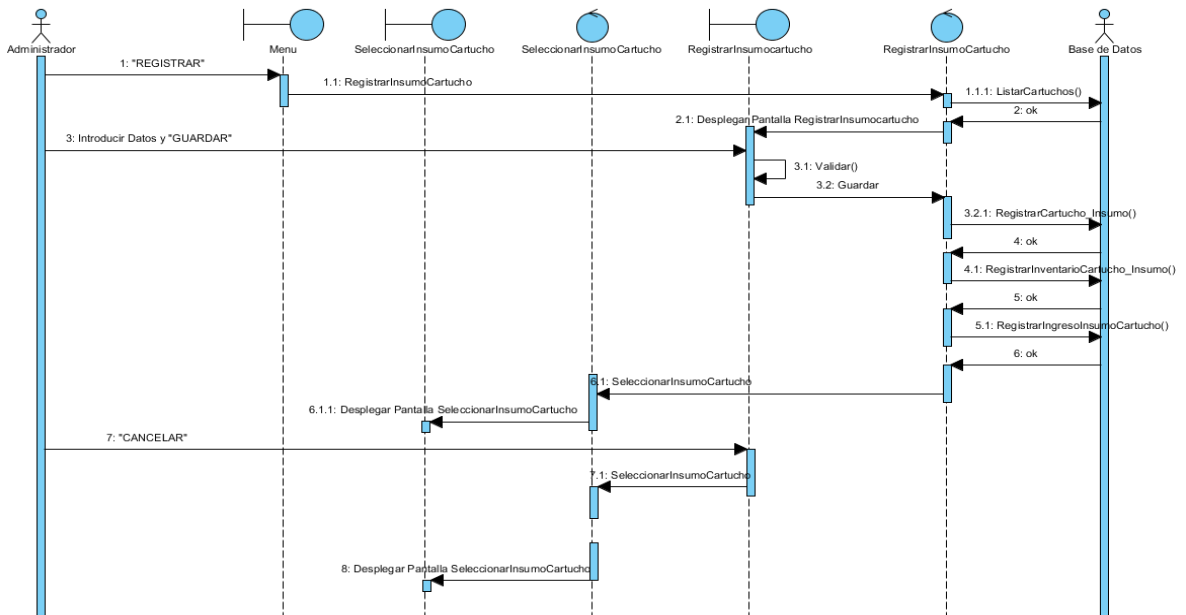 Administrador
Menu
SeleccionarInsumoCartucho
SeleccionarInsumoCartucho
RegistrarInsumocartucho
RegistrarInsumoCartucho
Base de Datos
1: "REGISTRAR"
1.1: RegistrarInsumoCartucho
1.1.1: ListarCartuchos()
2: ok
2.1: Desplegar Pantalla RegistrarInsumocartucho
3: Introducir Datos y "GUARDAR"
3.1: Validar()
3.2: Guardar
3.2.1: RegistrarCartucho_Insumo()
4: ok
4.1: RegistrarInventarioCartucho_Insumo()
5: ok
5.1: RegistrarIngresoInsumoCartucho()
6: ok
6.1: SeleccionarInsumoCartucho
6.1.1: Desplegar Pantalla SeleccionarInsumoCartucho
7: "CANCELAR"
7.1: SeleccionarInsumoCartucho
8: Desplegar Pantalla SeleccionarInsumoCartucho